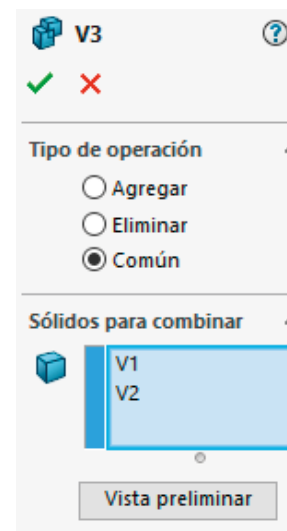 V3
?
Tipo de operación
Agregar
Eliminar
Común
Sólidos para combinar
V1
V2
Vista preliminar